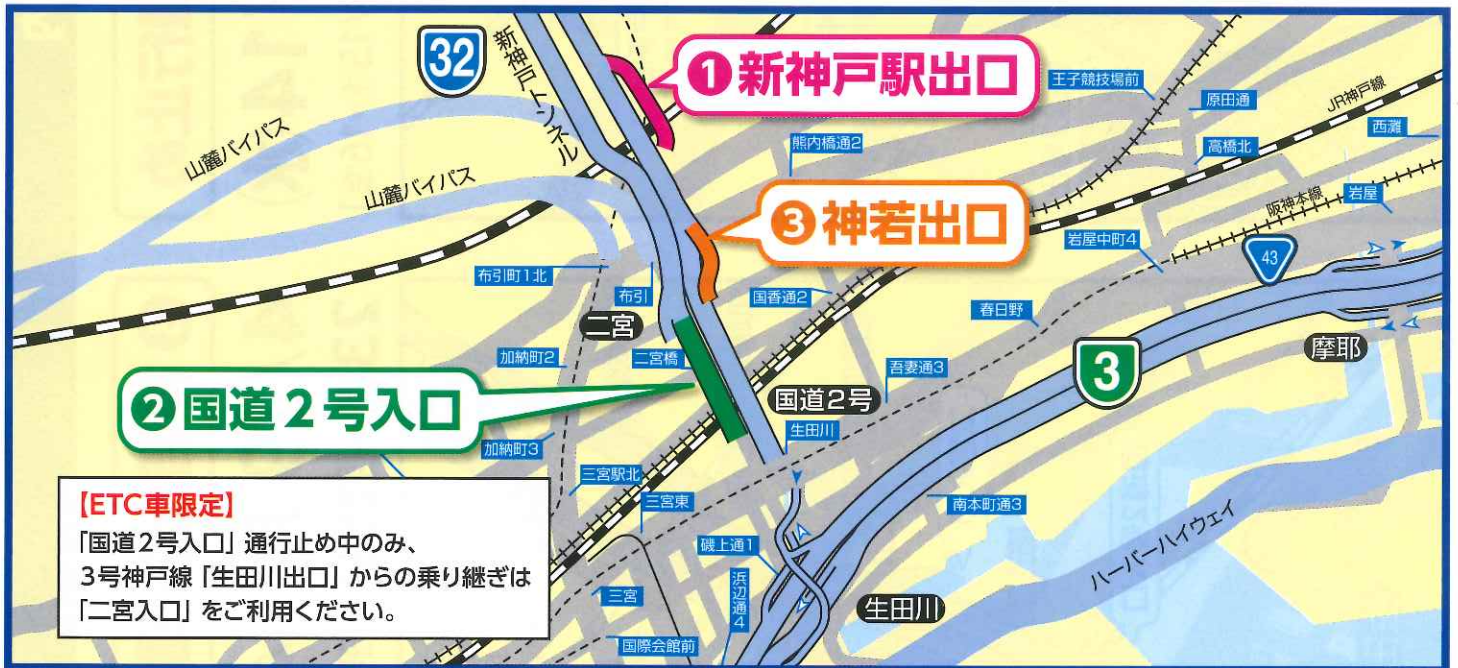 32
新神戸トンネル
❶新神戸駅出口
王子競技場前
原田通
JR神戸線
西灘
高橋北
熊内橋通2
山麓バイパス
山麓バイパス
❸神若出口
阪神本線
岩屋
岩屋中町4
43
布引町1北
布引
国香通2
春日野
二宮
摩耶
加納町2
二宮橋
吾妻通3
3
❷国道2号入口
国道2号
生田川
加納町3
三宮駅北
三宮東
南本町通3
磯上通1
ハーバーハイウェイ
三宮
浜辺通4
生田川
国際会館前
【ETC車限定】
「国道2号入口」通行止め中のみ、
3号神戸線「生田川出口」からの乗り継ぎは
「二宮入口」をご利用ください。